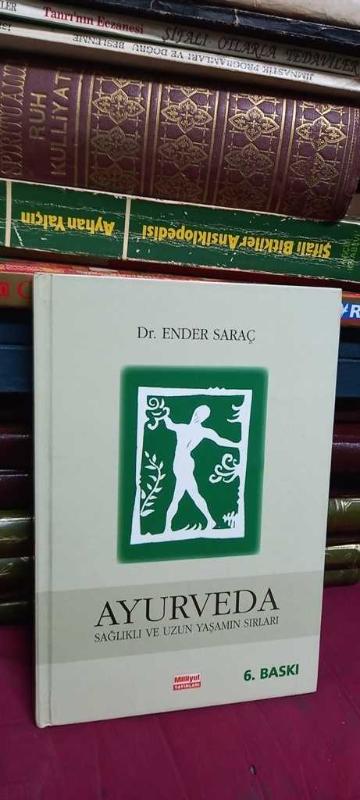 Tanrı'nın Eczanesi
ŞİFALI OTLARLA TEDAVİLER
JİMNASTİK PROGRAMLARI VE DOĞRU BESLENME
RUH
KÜLLİYATI
Ayhan Yalçın
Şifalı Bitkiler Ansiklopedisi
Dr. ENDER SARAÇ
AYURVEDA
SAĞLIKLI VE UZUN YAŞAMIN SIRLARI
Milliyet
YAYINLARI
6. BASKI